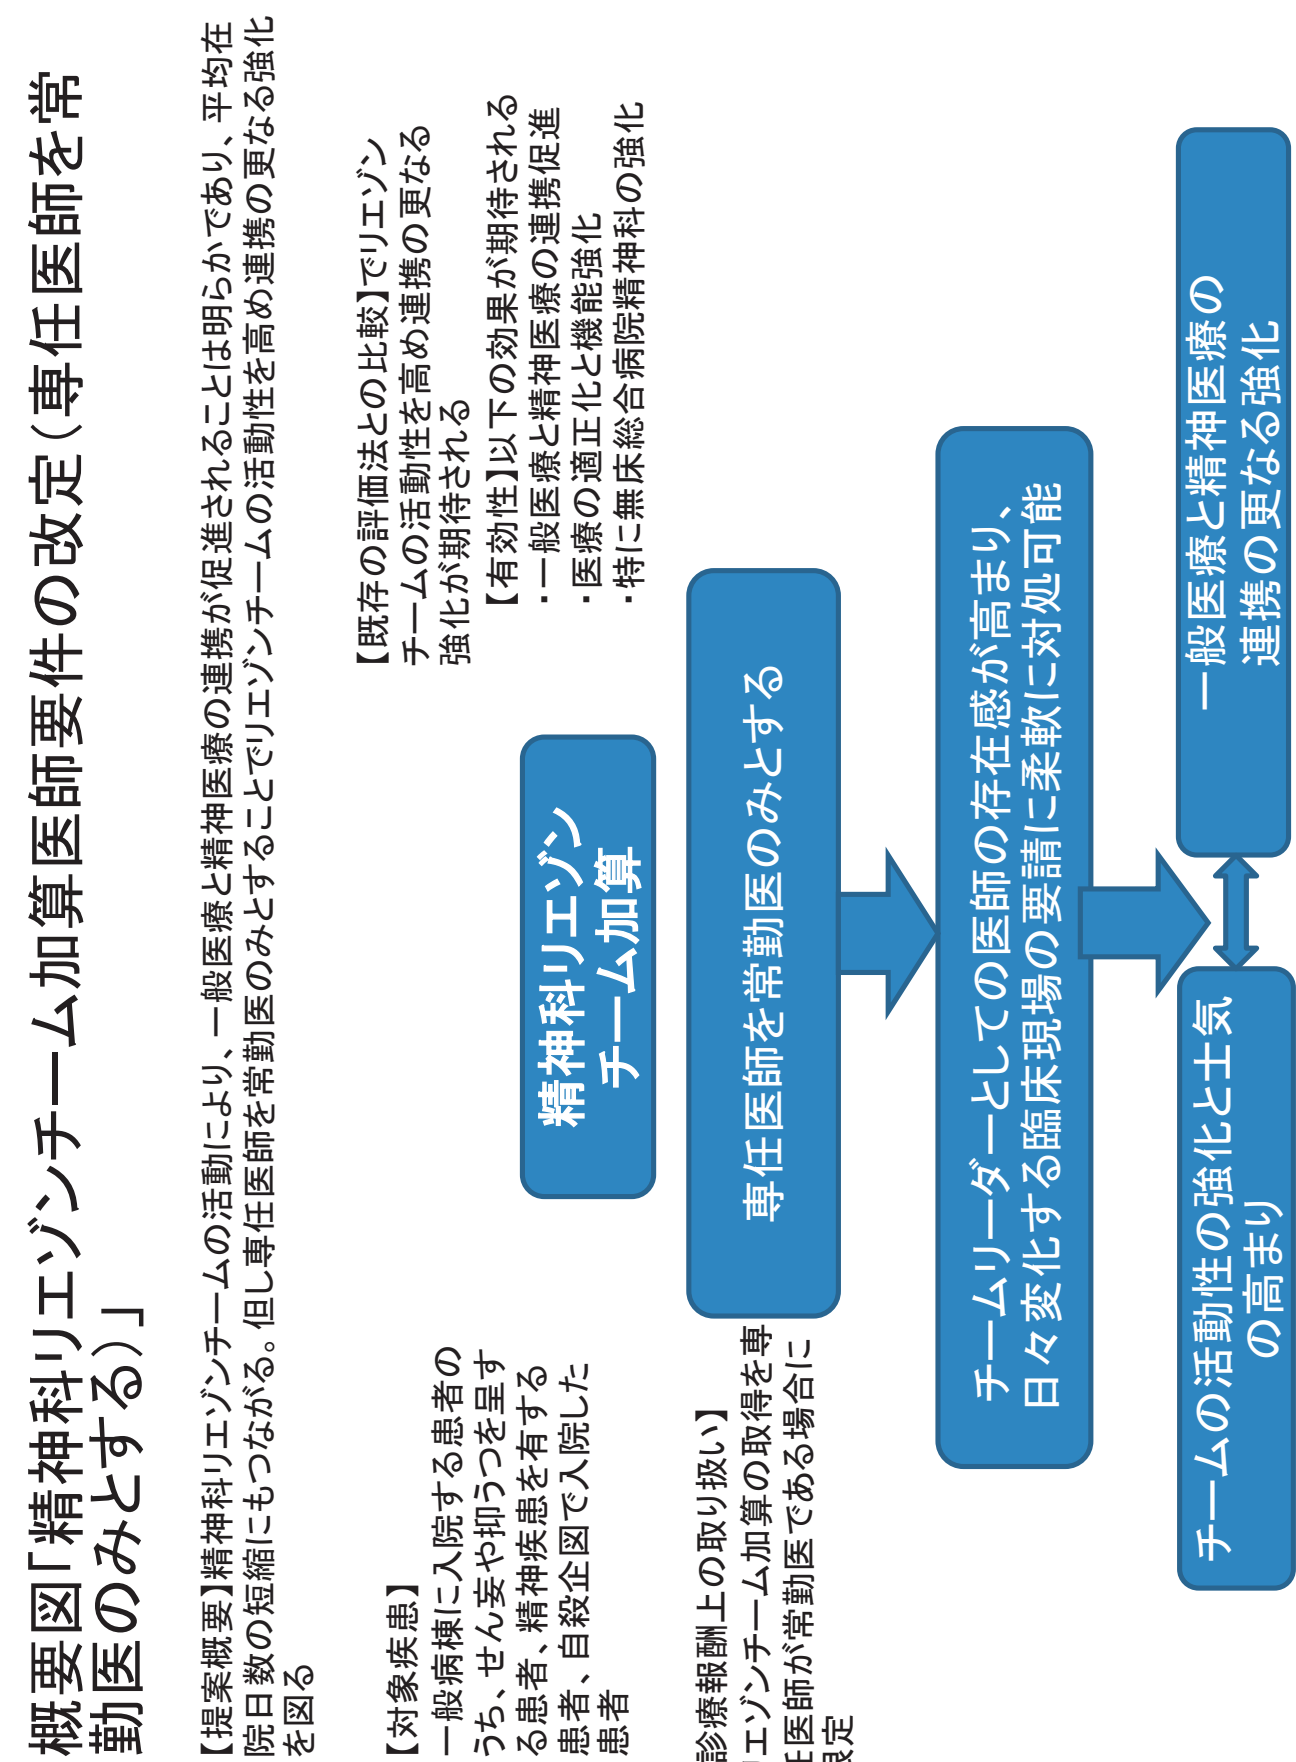 概要図「精神科リエゾンチーム加算医師要件の改定（専任医師を常
勤医のみとする）」
【提案概要】精神科リエゾンチームの活動により、一般医療と精神医療の連携が促進されることは明らかであり、平均在
院日数の短縮にもつながる。但し専任医師を常勤医のみとすることでリエゾンチームの活動性を高め連携の更なる強化
を図る
【対象疾患】
一般病棟に入院する患者の
うち、せん妄や抑うつを呈す
る患者、精神疾患を有する
患者、自殺企図で入院した
患者
【既存の評価法との比較】でリエゾン
チームの活動性を高め連携の更なる
強化が期待される
【有効性】以下の効果が期待される
・一般医療と精神医療の連携促進
・医療の適正化と機能強化
・特に無床総合病院精神科の強化
精神科リエゾン
チーム加算
診療報酬上の取り扱い】
エゾンチーム加算の取得を専
任医師が常勤医である場合に
限定
専任医師を常勤医のみとする
チームリーダーとしての医師の存在感が高まり、
日々変化する臨床現場の要請に柔軟に対処可能
チームの活動性の強化と士気
の高まり
一般医療と精神医療の
連携の更なる強化